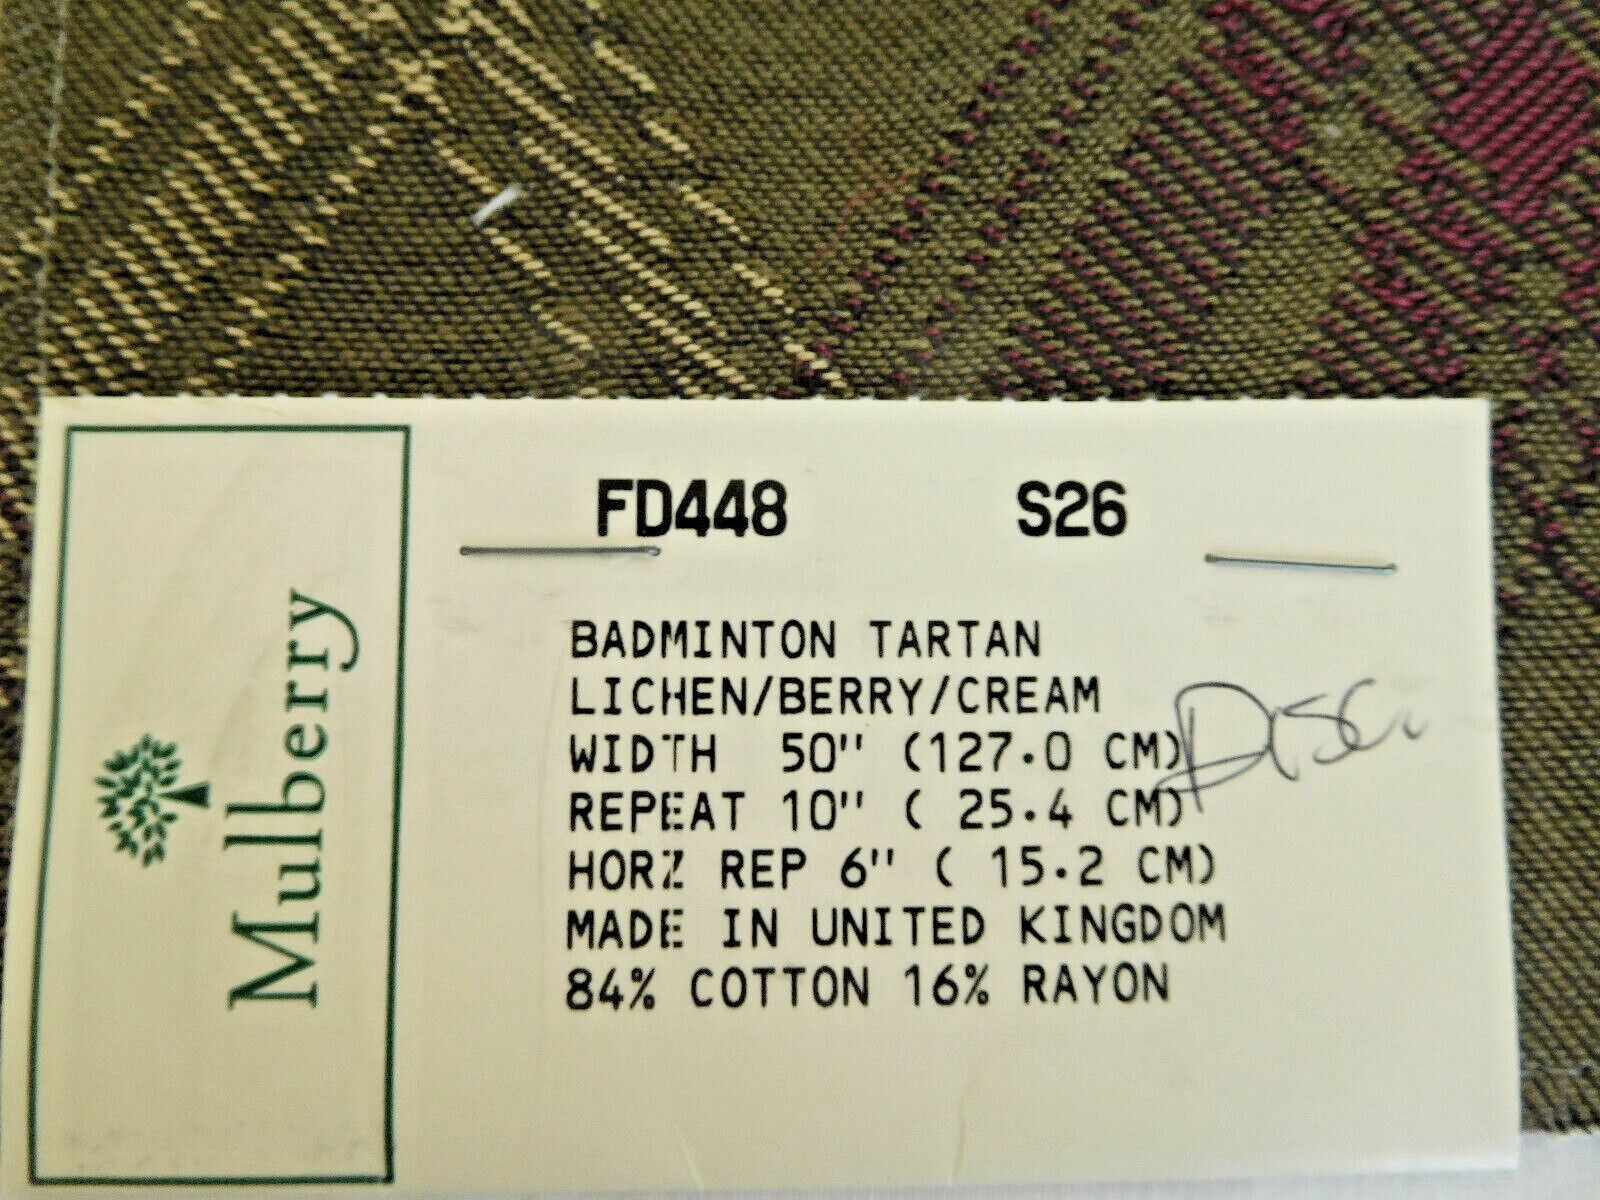 Mulberry
FD448 S26
BADMINTON TARTAN
LICHEN/BERRY/CREAM
WIDTH 50" (127.0 CM)
REPEAT 10" ( 25.4 CM)
HORZ REP 6" ( 15.2 CM)
MADE IN UNITED KINGDOM
84% COTTON 16% RAYON